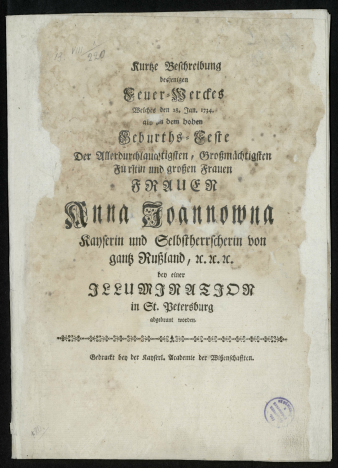 Kurtze Beschreibung
desjenigen
Feuer-Werckes
Welches den 28. Jan. 1734.
als an dem hohen
Geburths-Feste
Der Allerdurchlauchtigsten, Großmächtigsten
Fürstin und großen Frauen
FRAUEN
Anna Joannowna
Kayserin und Selbstherrscherin von
gantz Rußland, &c. &c. &c.
bey einer
ILLUMINATION
in St. Petersburg
abgebrant worden.
Gedruckt bey der Kayserl. Academie der Wißenschafften.